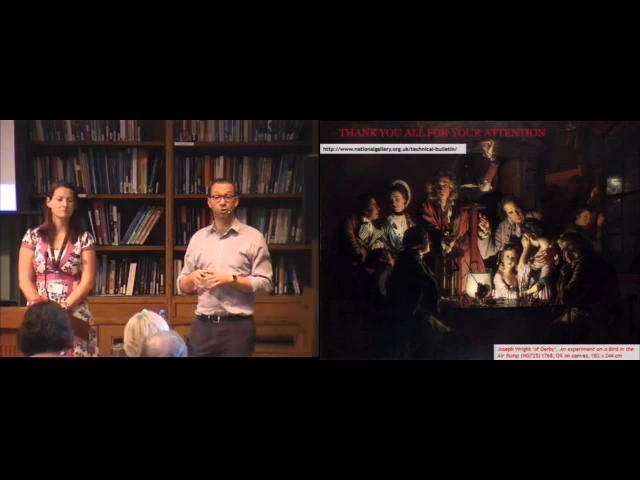 THANK YOU ALL FOR YOUR ATTENTION
http://www.nationalgallery.org.uk/technical-bulletin/
Joseph Wright 'of Derby', An experiment on a Bird in the
Air Pump (NG725) 1768, Oil on canvas, 183 x 244 cm